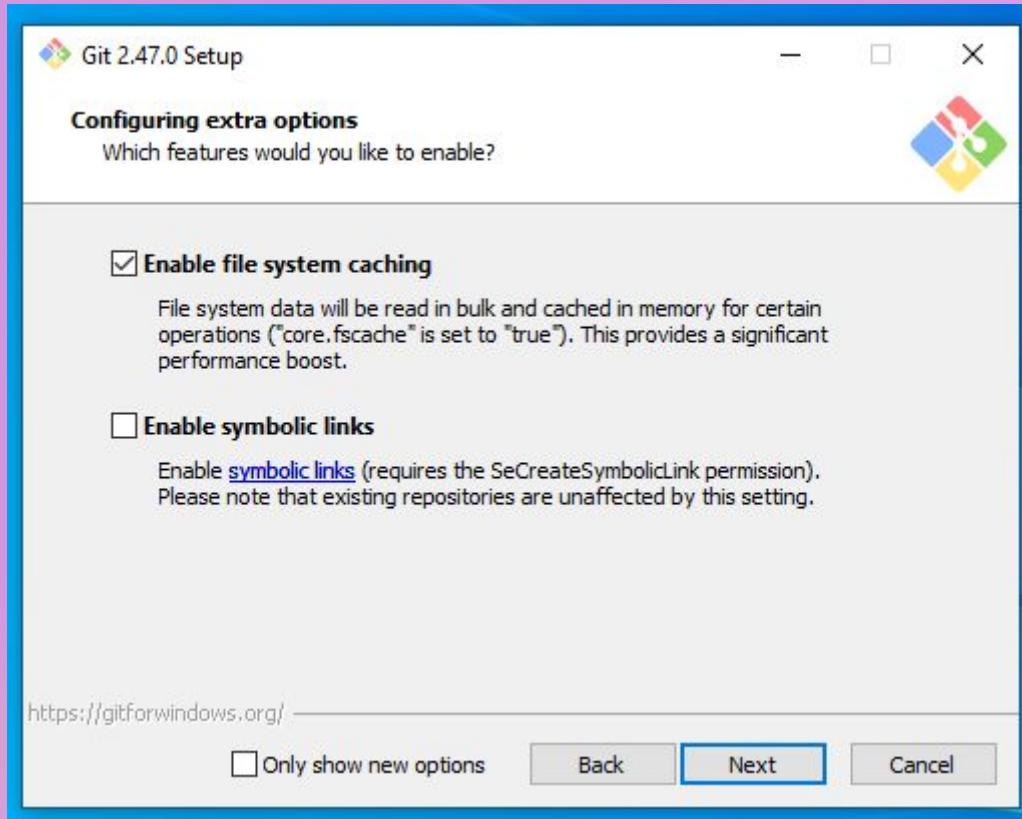 Git 2.47.0 Setup
Configuring extra options
Which features would you like to enable?
Enable file system caching
File system data will be read in bulk and cached in memory for certain
operations ("core.fscache" is set to "true"). This provides a significant
performance boost.
Enable symbolic links
Enable symbolic links (requires the SeCreateSymbolicLink permission).
Please note that existing repositories are unaffected by this setting.
https://gitforwindows.org/
Only show new options Back Next Cancel